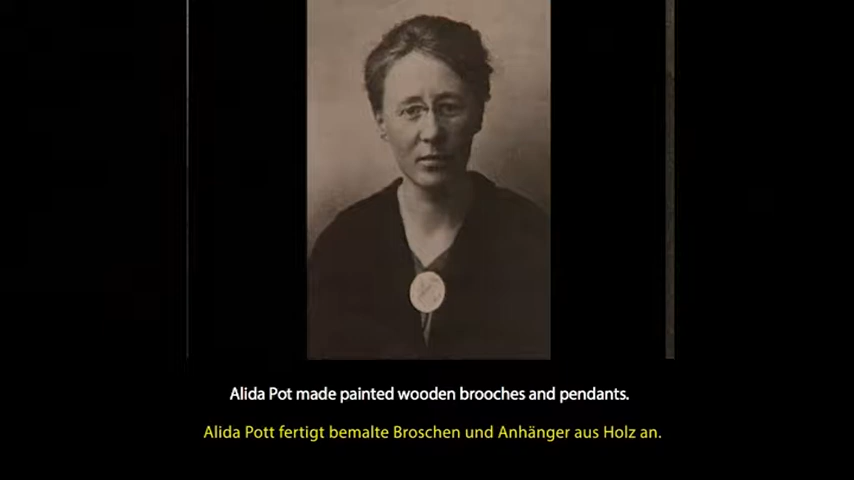 Alida Pot made painted wooden brooches and pendants.
Alida Pott fertigt bemalte Broschen und Anhänger aus Holz an.